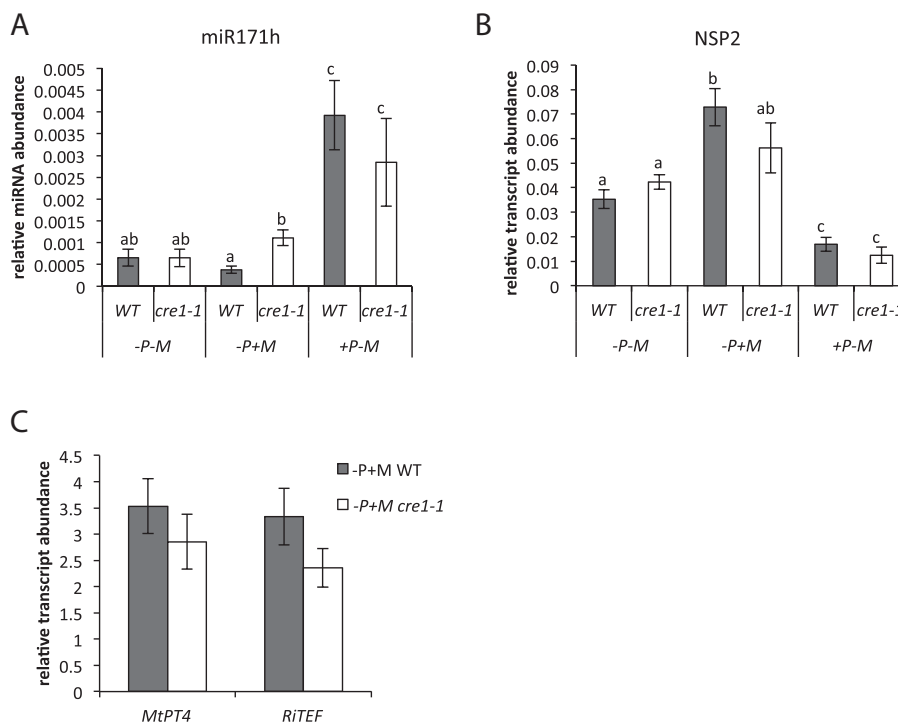 A
miR171h
relative miRNA abundance
0.005
0.0045
0.004
0.0035
0.003
0.0025
0.002
0.0015
0.001
0.0005
0
ab
ab
a
b
c
c
WT
cre1-1
WT
cre1-1
WT
cre1-1
-P-M
-P+M
+P-M
B
NSP2
relative transcript abundance
0.09
0.08
0.07
0.06
0.05
0.04
0.03
0.02
0.01
0
a
a
b
ab
c
c
WT
cre1-1
WT
cre1-1
WT
cre1-1
-P-M
-P+M
+P-M
C
relative transcript abundance
4.5
4
3.5
3
2.5
2
1.5
1
0.5
0
-P+M WT
-P+M cre1-1
MtPT4
RiTEF